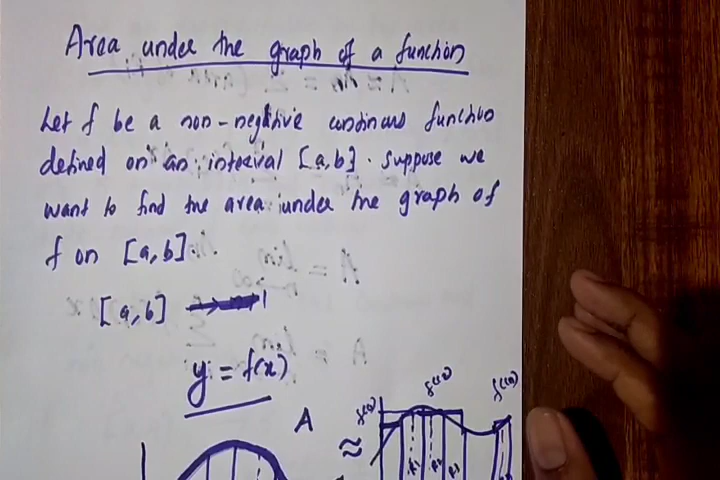 Area under the graph of a function
Let f be a non-negative continuous function
defined on an interval [a,b]. Suppose we
want to find the area under the graph of
f on [a,b].
[a,b]
y = f(x)
A ≈